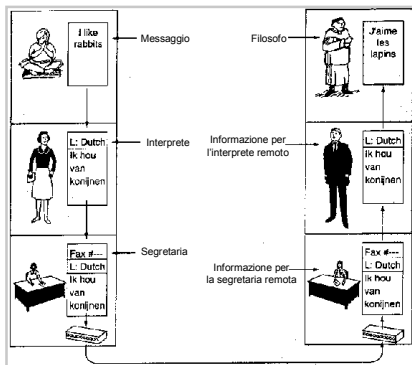 I like
rabbits
Messaggio
Filosofo
J'aime
les
lapins
L: Dutch
Ik hou
van
konijnen
Interprete
Informazione per
l'interprete remoto
L: Dutch
Ik hou
van
konijnen
Fax #---
L: Dutch
Ik hou
van
konijnen
Segretaria
Informazione per
la segretaria remota
Fax #---
L: Dutch
Ik hou
van
konijnen